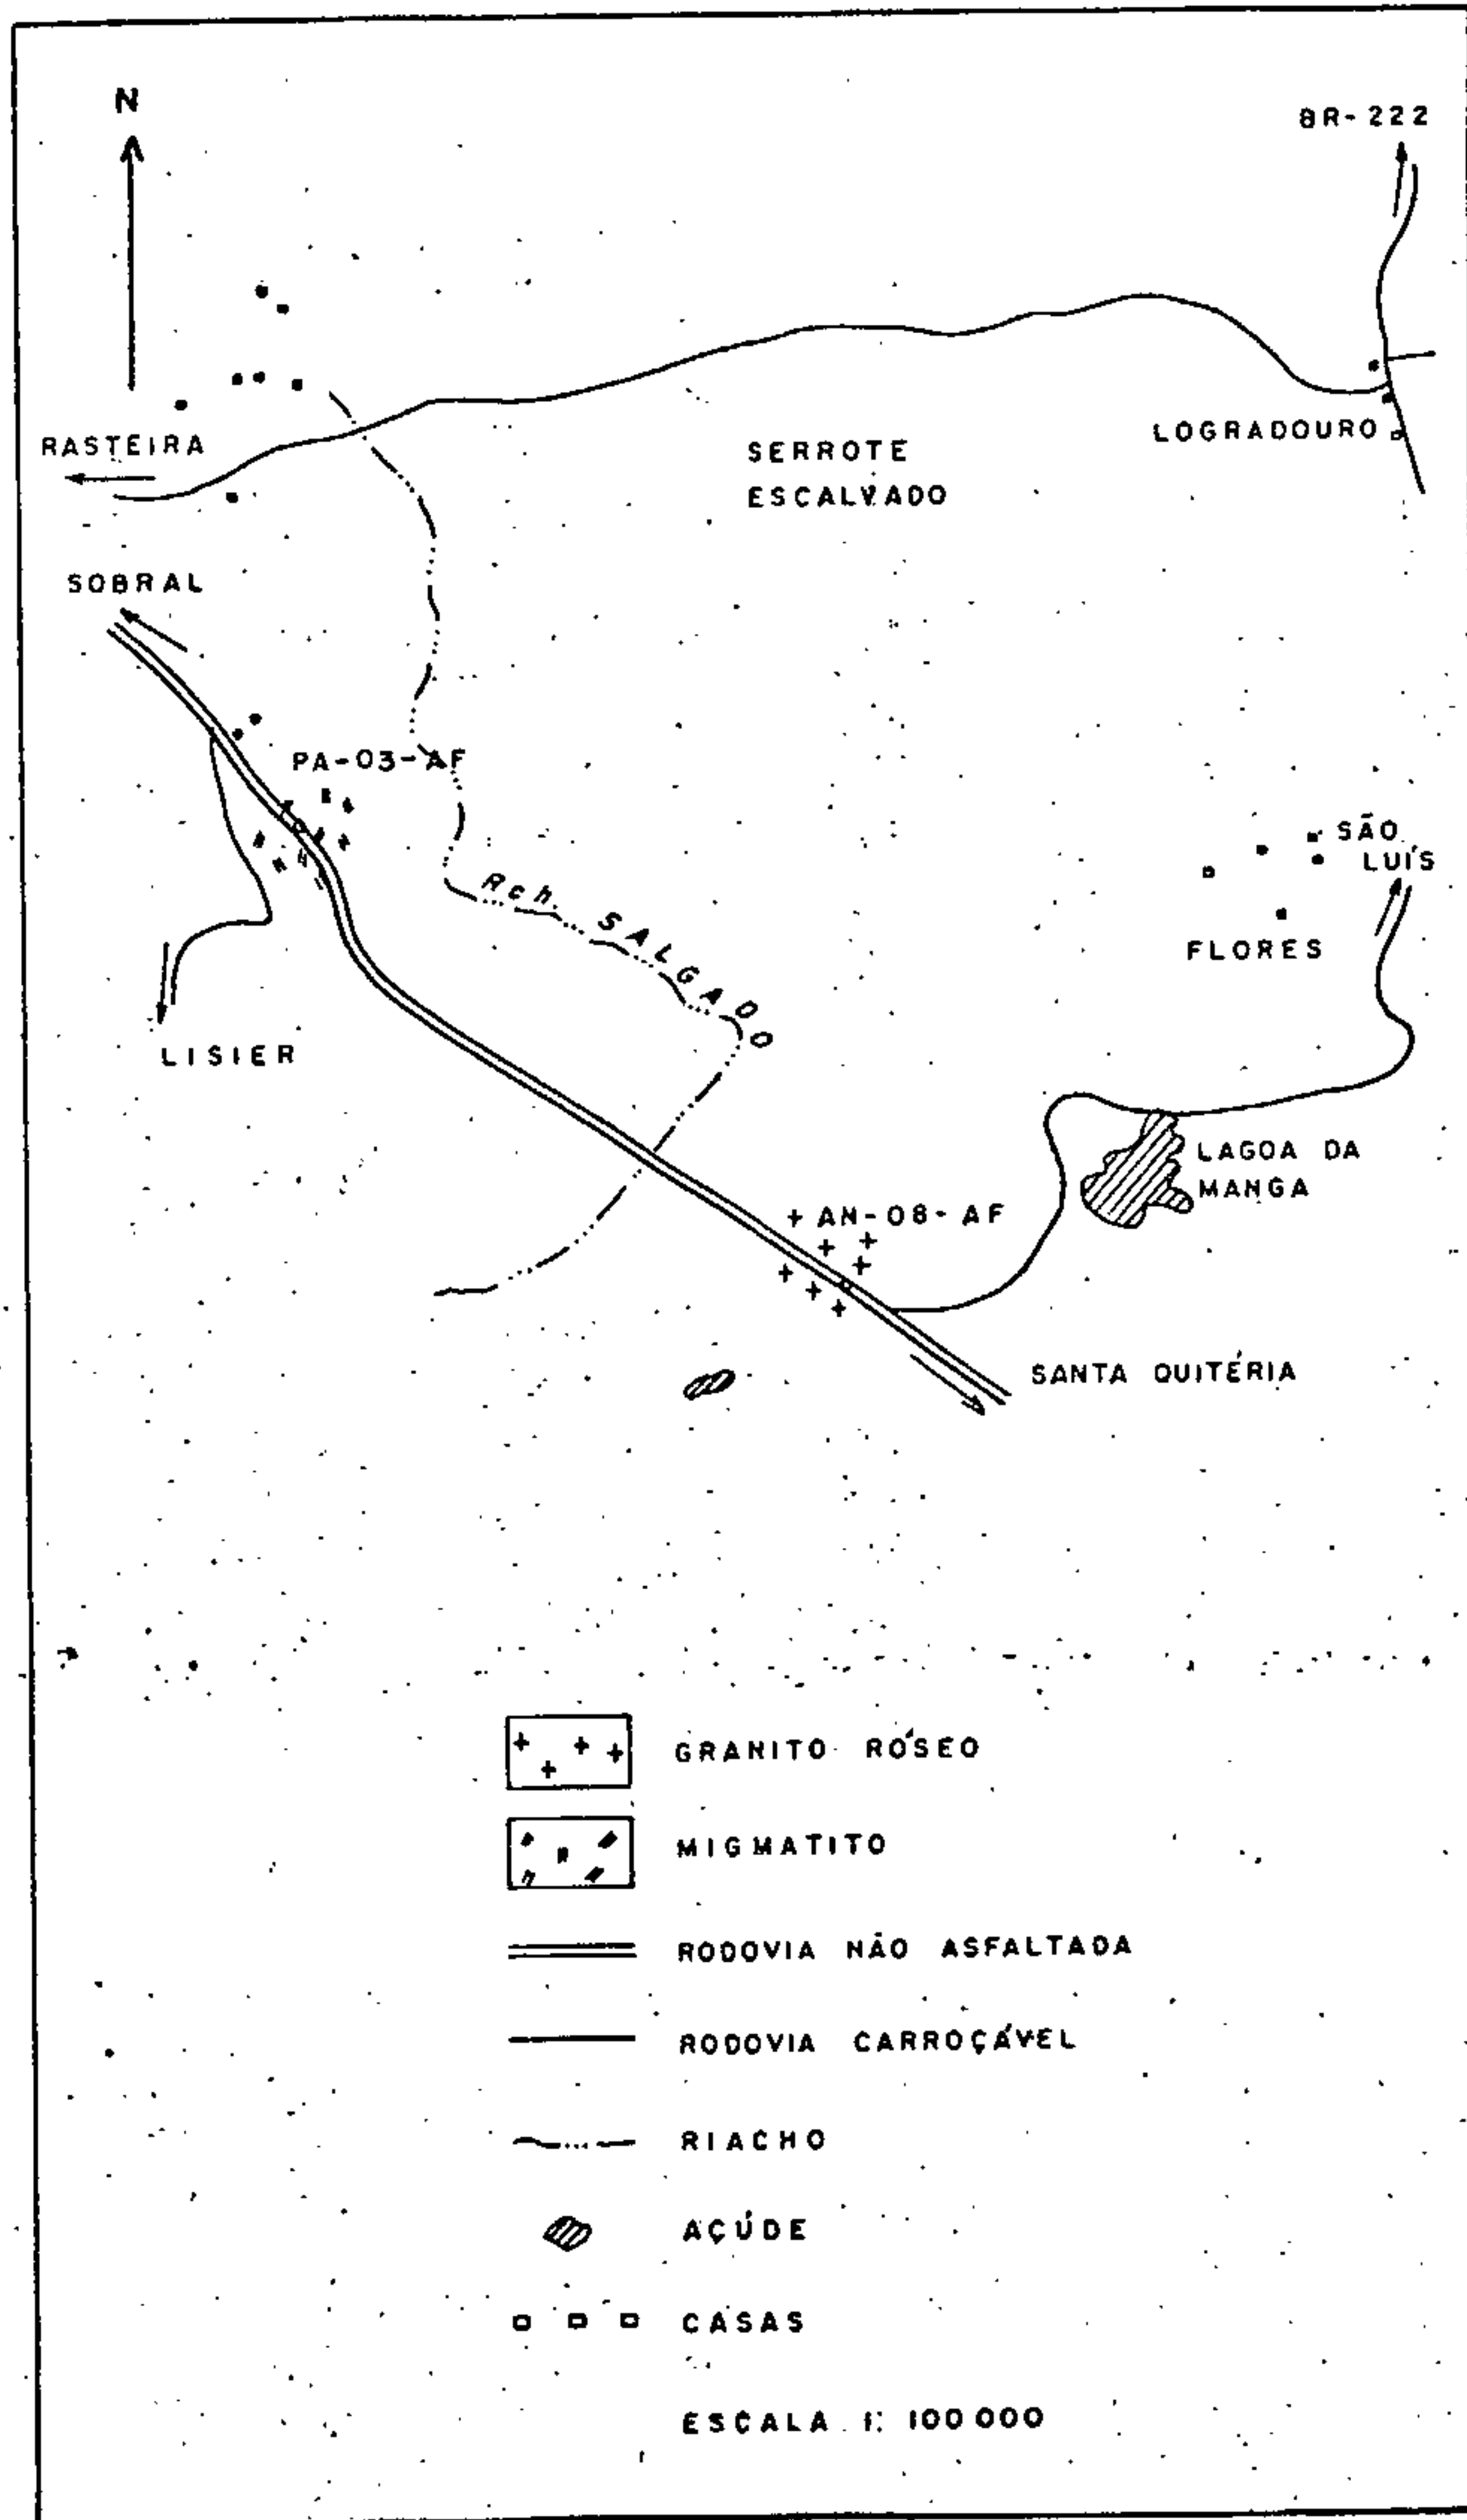 N
BR-222
RASTEIRA
LOGRADOURO
SERROTE
ESCALVADO
SOBRAL
PA-03-AF
SÃO
LUÍS
Rch. SALGADO
FLORES
LISIER
LAGOA DA
MANGA
AN-08-AF
SANTA QUITÉRIA
GRANITO RÓSEO
MIGMATITO
RODOVIA NÃO ASFALTADA
RODOVIA CARROÇÁVEL
RIACHO
AÇÚDE
CASAS
ESCALA 1: 100 000